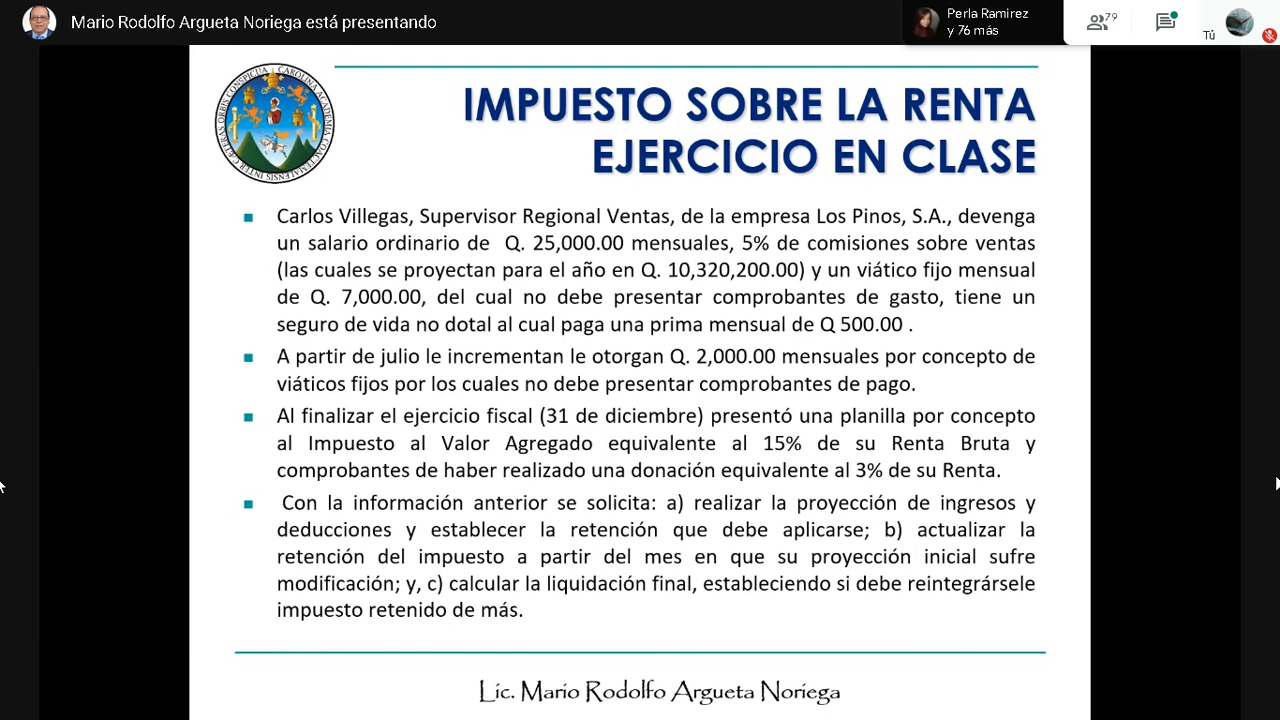 Mario Rodolfo Argueta Noriega está presentando
Perla Ramirez
y 76 más
79
Tú
IMPUESTO SOBRE LA RENTA
EJERCICIO EN CLASE
Carlos Villegas, Supervisor Regional Ventas, de la empresa Los Pinos, S.A., devenga
un salario ordinario de Q. 25,000.00 mensuales, 5% de comisiones sobre ventas
(las cuales se proyectan para el año en Q. 10,320,200.00) y un viático fijo mensual
de Q. 7,000.00, del cual no debe presentar comprobantes de gasto, tiene un
seguro de vida no dotal al cual paga una prima mensual de Q 500.00 .
A partir de julio le incrementan le otorgan Q. 2,000.00 mensuales por concepto de
viáticos fijos por los cuales no debe presentar comprobantes de pago.
Al finalizar el ejercicio fiscal (31 de diciembre) presentó una planilla por concepto
al Impuesto al Valor Agregado equivalente al 15% de su Renta Bruta y
comprobantes de haber realizado una donación equivalente al 3% de su Renta.
Con la información anterior se solicita: a) realizar la proyección de ingresos y
deducciones y establecer la retención que debe aplicarse; b) actualizar la
retención del impuesto a partir del mes en que su proyección inicial sufre
modificación; y, c) calcular la liquidación final, estableciendo si debe reintegrársele
impuesto retenido de más.
Lic. Mario Rodolfo Argueta Noriega